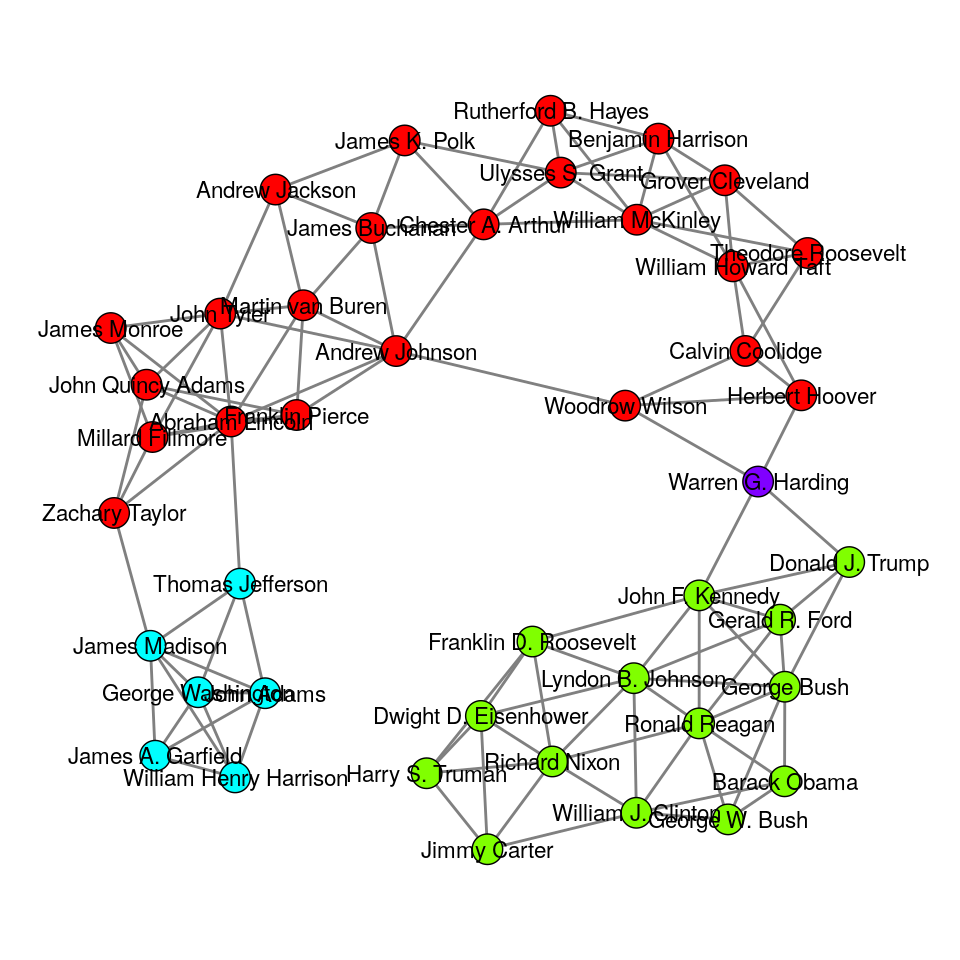 Rutherford B. Hayes
James K. Polk
Benjamin Harrison
Ulysses S. Grant
Grover Cleveland
Andrew Jackson
James Buchanan
Chester A. Arthur
William McKinley
Theodore Roosevelt
William Howard Taft
Martin van Buren
John Tyler
James Monroe
Andrew Johnson
Calvin Coolidge
John Quincy Adams
Herbert Hoover
Woodrow Wilson
Franklin Pierce
Abraham Lincoln
Millard Fillmore
Warren G. Harding
Zachary Taylor
Donald J. Trump
Thomas Jefferson
John F. Kennedy
Gerald R. Ford
Franklin D. Roosevelt
James Madison
Lyndon B. Johnson
George Bush
George Washington
John Adams
Dwight D. Eisenhower
Ronald Reagan
James A. Garfield
Richard Nixon
Harry S. Truman
William Henry Harrison
Barack Obama
William J. Clinton
George W. Bush
Jimmy Carter